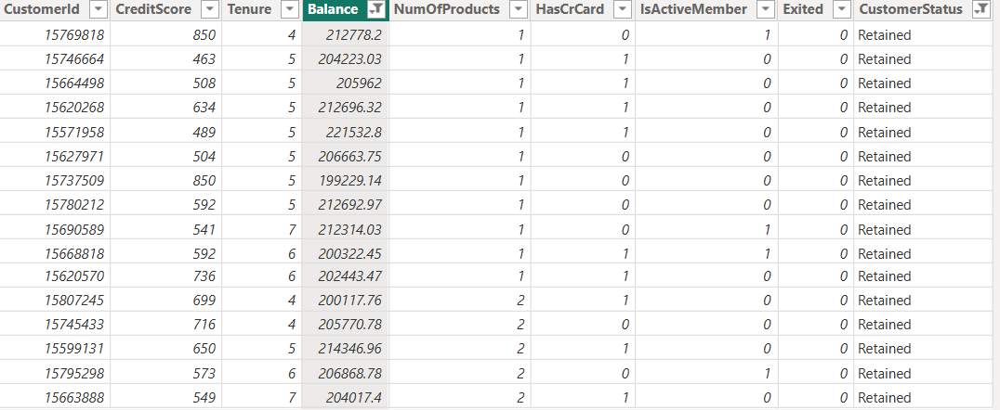 CustomerId CreditScore Tenure Balance NumOfProducts HasCrCard IsActiveMember Exited CustomerStatus
15769818 850 4 212778.2 1 0 1 0 Retained
15746664 463 5 204223.03 1 1 0 0 Retained
15664498 508 5 205962 1 1 0 0 Retained
15620268 634 5 212696.32 1 1 0 0 Retained
15571958 489 5 221532.8 1 1 0 0 Retained
15627971 504 5 206663.75 1 0 0 0 Retained
15737509 850 5 199229.14 1 0 0 0 Retained
15780212 592 5 212692.97 1 0 0 0 Retained
15690589 541 7 212314.03 1 0 1 0 Retained
15668818 592 6 200322.45 1 1 1 0 Retained
15620570 736 6 202443.47 1 1 0 0 Retained
15807245 699 4 200117.76 2 1 0 0 Retained
15745433 716 4 205770.78 2 0 0 0 Retained
15599131 650 5 214346.96 2 1 0 0 Retained
15795298 573 6 206868.78 2 0 1 0 Retained
15663888 549 7 204017.4 2 1 0 0 Retained